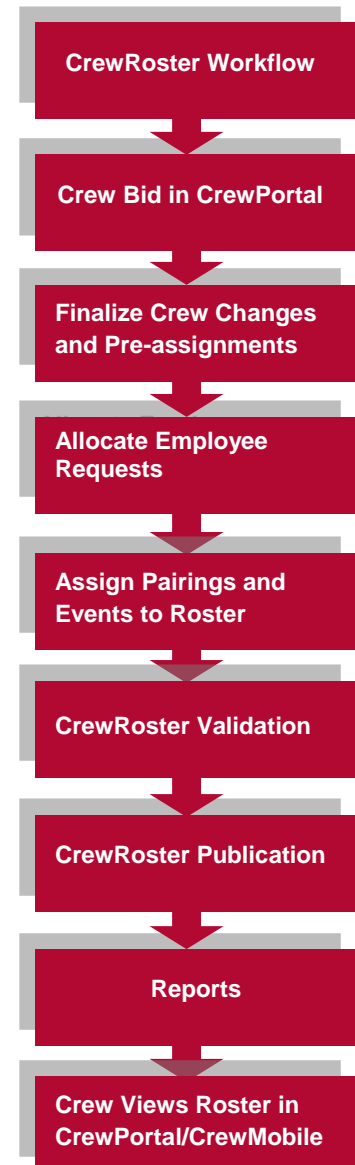 CrewRoster Workflow
Crew Bid in CrewPortal
Finalize Crew Changes
and Pre-assignments
Allocate Employee
Requests
Assign Pairings and
Events to Roster
CrewRoster Validation
CrewRoster Publication
Reports
Crew Views Roster in
CrewPortal/CrewMobile